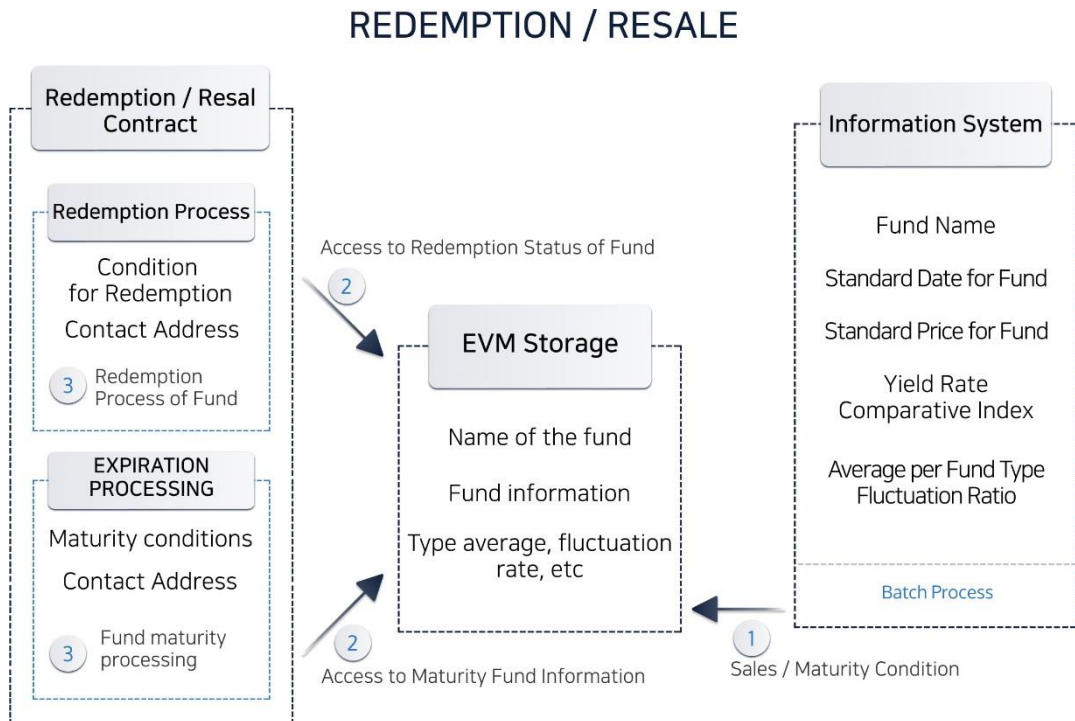 REDEMPTION / RESALE
Redemption / Resal
Contract
Redemption Process
Condition
for Redemption
Contact Address
3
Redemption
Process of Fund
EXPIRATION
PROCESSING
Maturity conditions
Contact Address
3
Fund maturity
processing
Access to Redemption Status of Fund
2
EVM Storage
Name of the fund
Fund information
Type average, fluctuation
rate, etc
2
Access to Maturity Fund Information
Information System
Fund Name
Standard Date for Fund
Standard Price for Fund
Yield Rate
Comparative Index
Average per Fund Type
Fluctuation Ratio
Batch Process
1
Sales / Maturity Condition